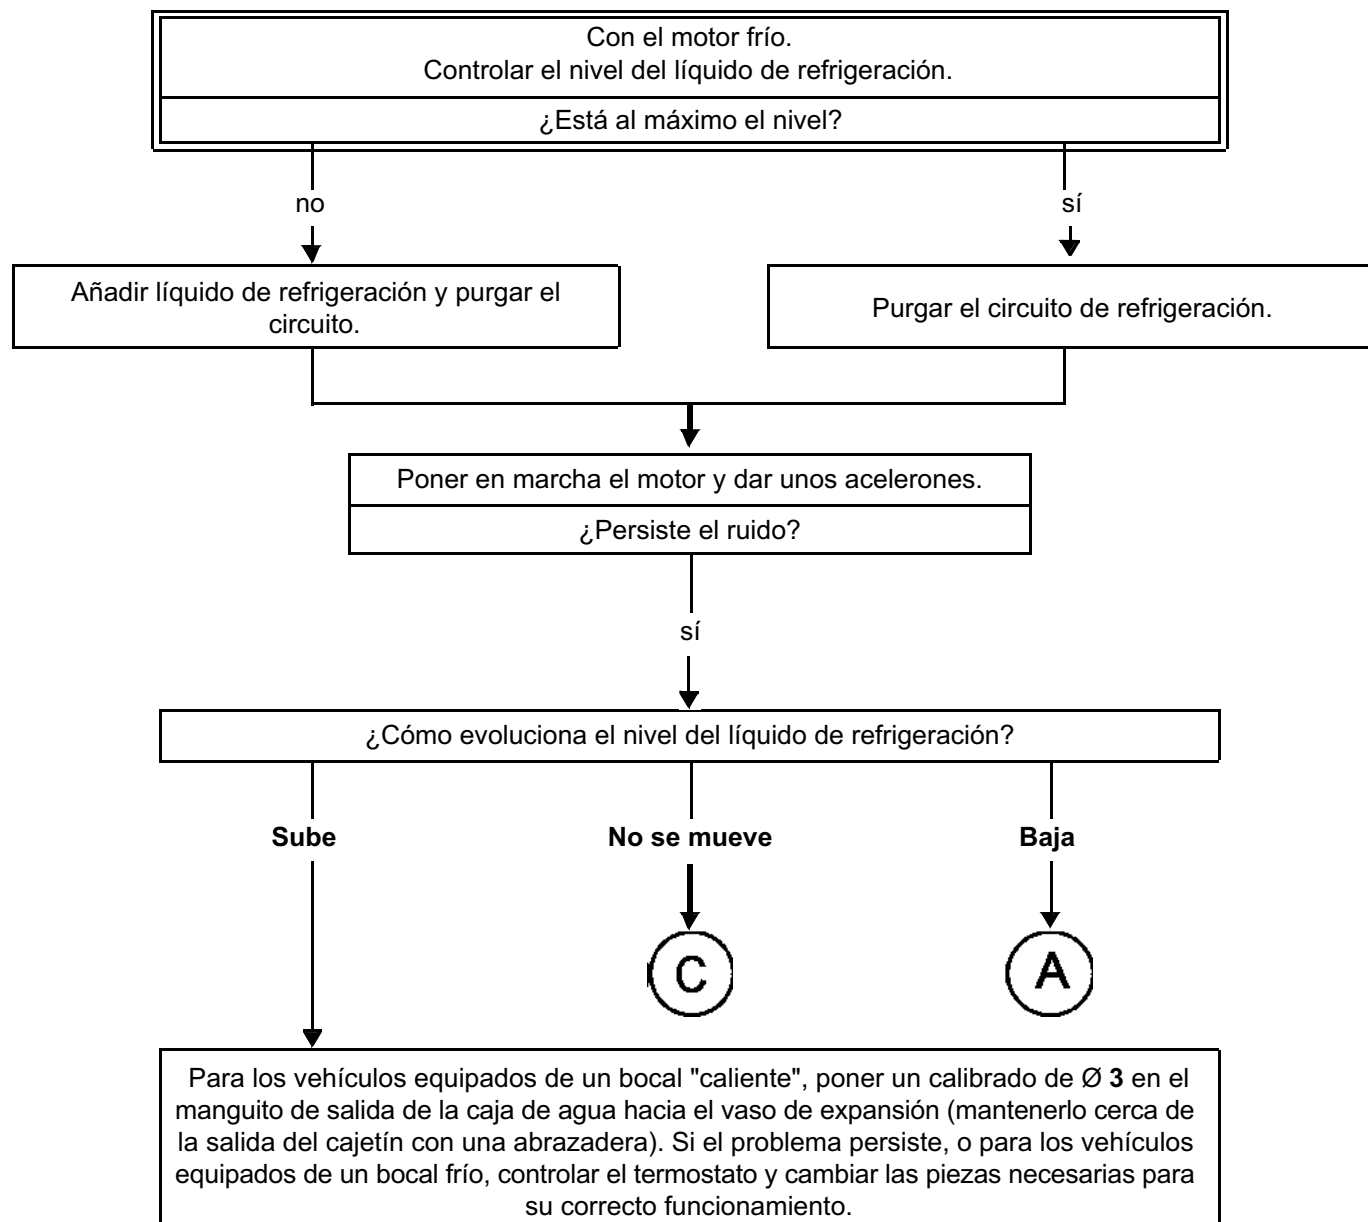 Con el motor frío.
Controlar el nivel del líquido de refrigeración.
¿Está al máximo el nivel?
no
sí
Añadir líquido de refrigeración y purgar el
circuito.
Purgar el circuito de refrigeración.
Poner en marcha el motor y dar unos acelerones.
¿Persiste el ruido?
sí
¿Cómo evoluciona el nivel del líquido de refrigeración?
Sube
No se mueve
Baja
C
A
Para los vehículos equipados de un bocal "caliente", poner un calibrado de Ø 3 en el
manguito de salida de la caja de agua hacia el vaso de expansión (mantenerlo cerca de
la salida del cajetín con una abrazadera). Si el problema persiste, o para los vehículos
equipados de un bocal frío, controlar el termostato y cambiar las piezas necesarias para
su correcto funcionamiento.